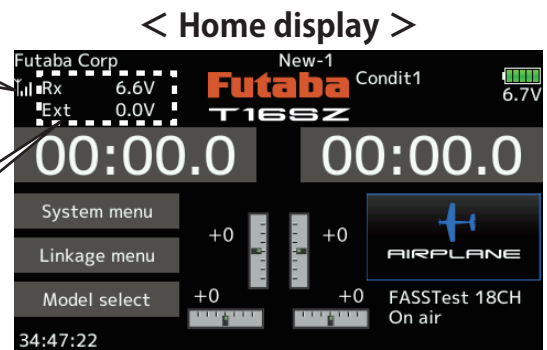 < Home display >
Futaba Corp New-1
Rx 6.6V Futaba Condit1
6.7V
Ext 0.0V T16SZ
00:00.0 00:00.0
System menu
+0 +0
Linkage menu AIRPLANE
Model select +0 +0 FASSTest 18CH
On air
34:47:22